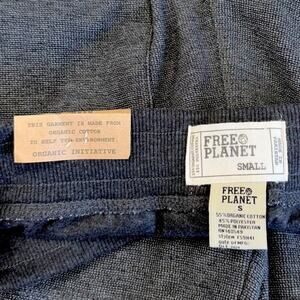 THIS GARMENT IS MADE FROM
ORGANIC COTTON
TO HELP THE ENVIRONMENT.
ORGANIC INITIATIVE
FREE
PLANET
SMALL
FREE
PLANET
S
55% ORGANIC COTTON
45% POLYESTER
MADE IN PAKISTAN
RN140549